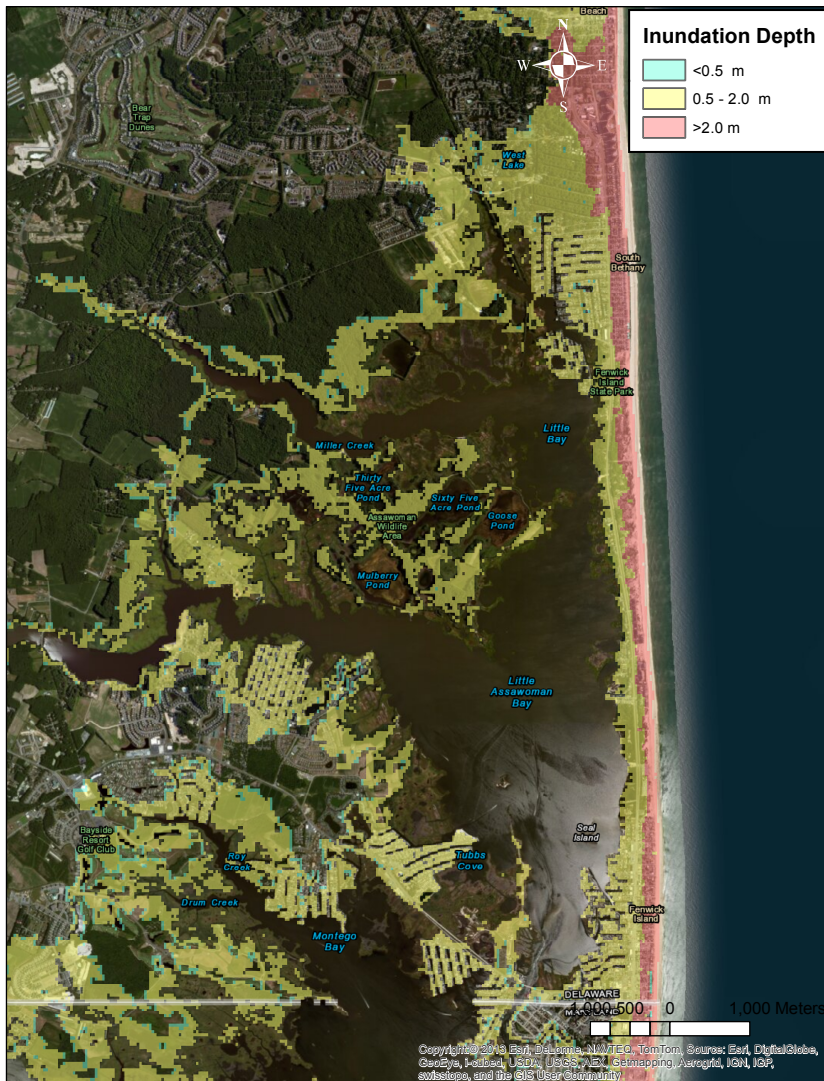 Beach
N
W
E
S
Inundation Depth
<0.5 m
0.5 - 2.0 m
>2.0 m
Bear
Trap
Dunes
West
Lake
South
Bethany
Fenwick
Island
State Park
Little
Bay
Miller Creek
Thirty
Five Acre
Pond
Sixty Five
Acre Pond
Goose
Pond
Assawoman
Wildlife
Area
Mulberry
Pond
Little
Assawoman
Bay
Seal
Island
Bayside
Resort
Golf Club
Roy
Creek
Tubbs
Cove
Drum Creek
Fenwick
Island
Montego
Bay
DELAWARE
1,000 500 0 1,000 Meters
Copyright:© 2013 Esri, DeLorme, NAVTEQ, TomTom, Source: Esri, DigitalGlobe,
GeoEye, i-cubed, USDA, USGS, AEX, Getmapping, Aerogrid, IGN, IGP,
swisstopo, and the GIS User Community